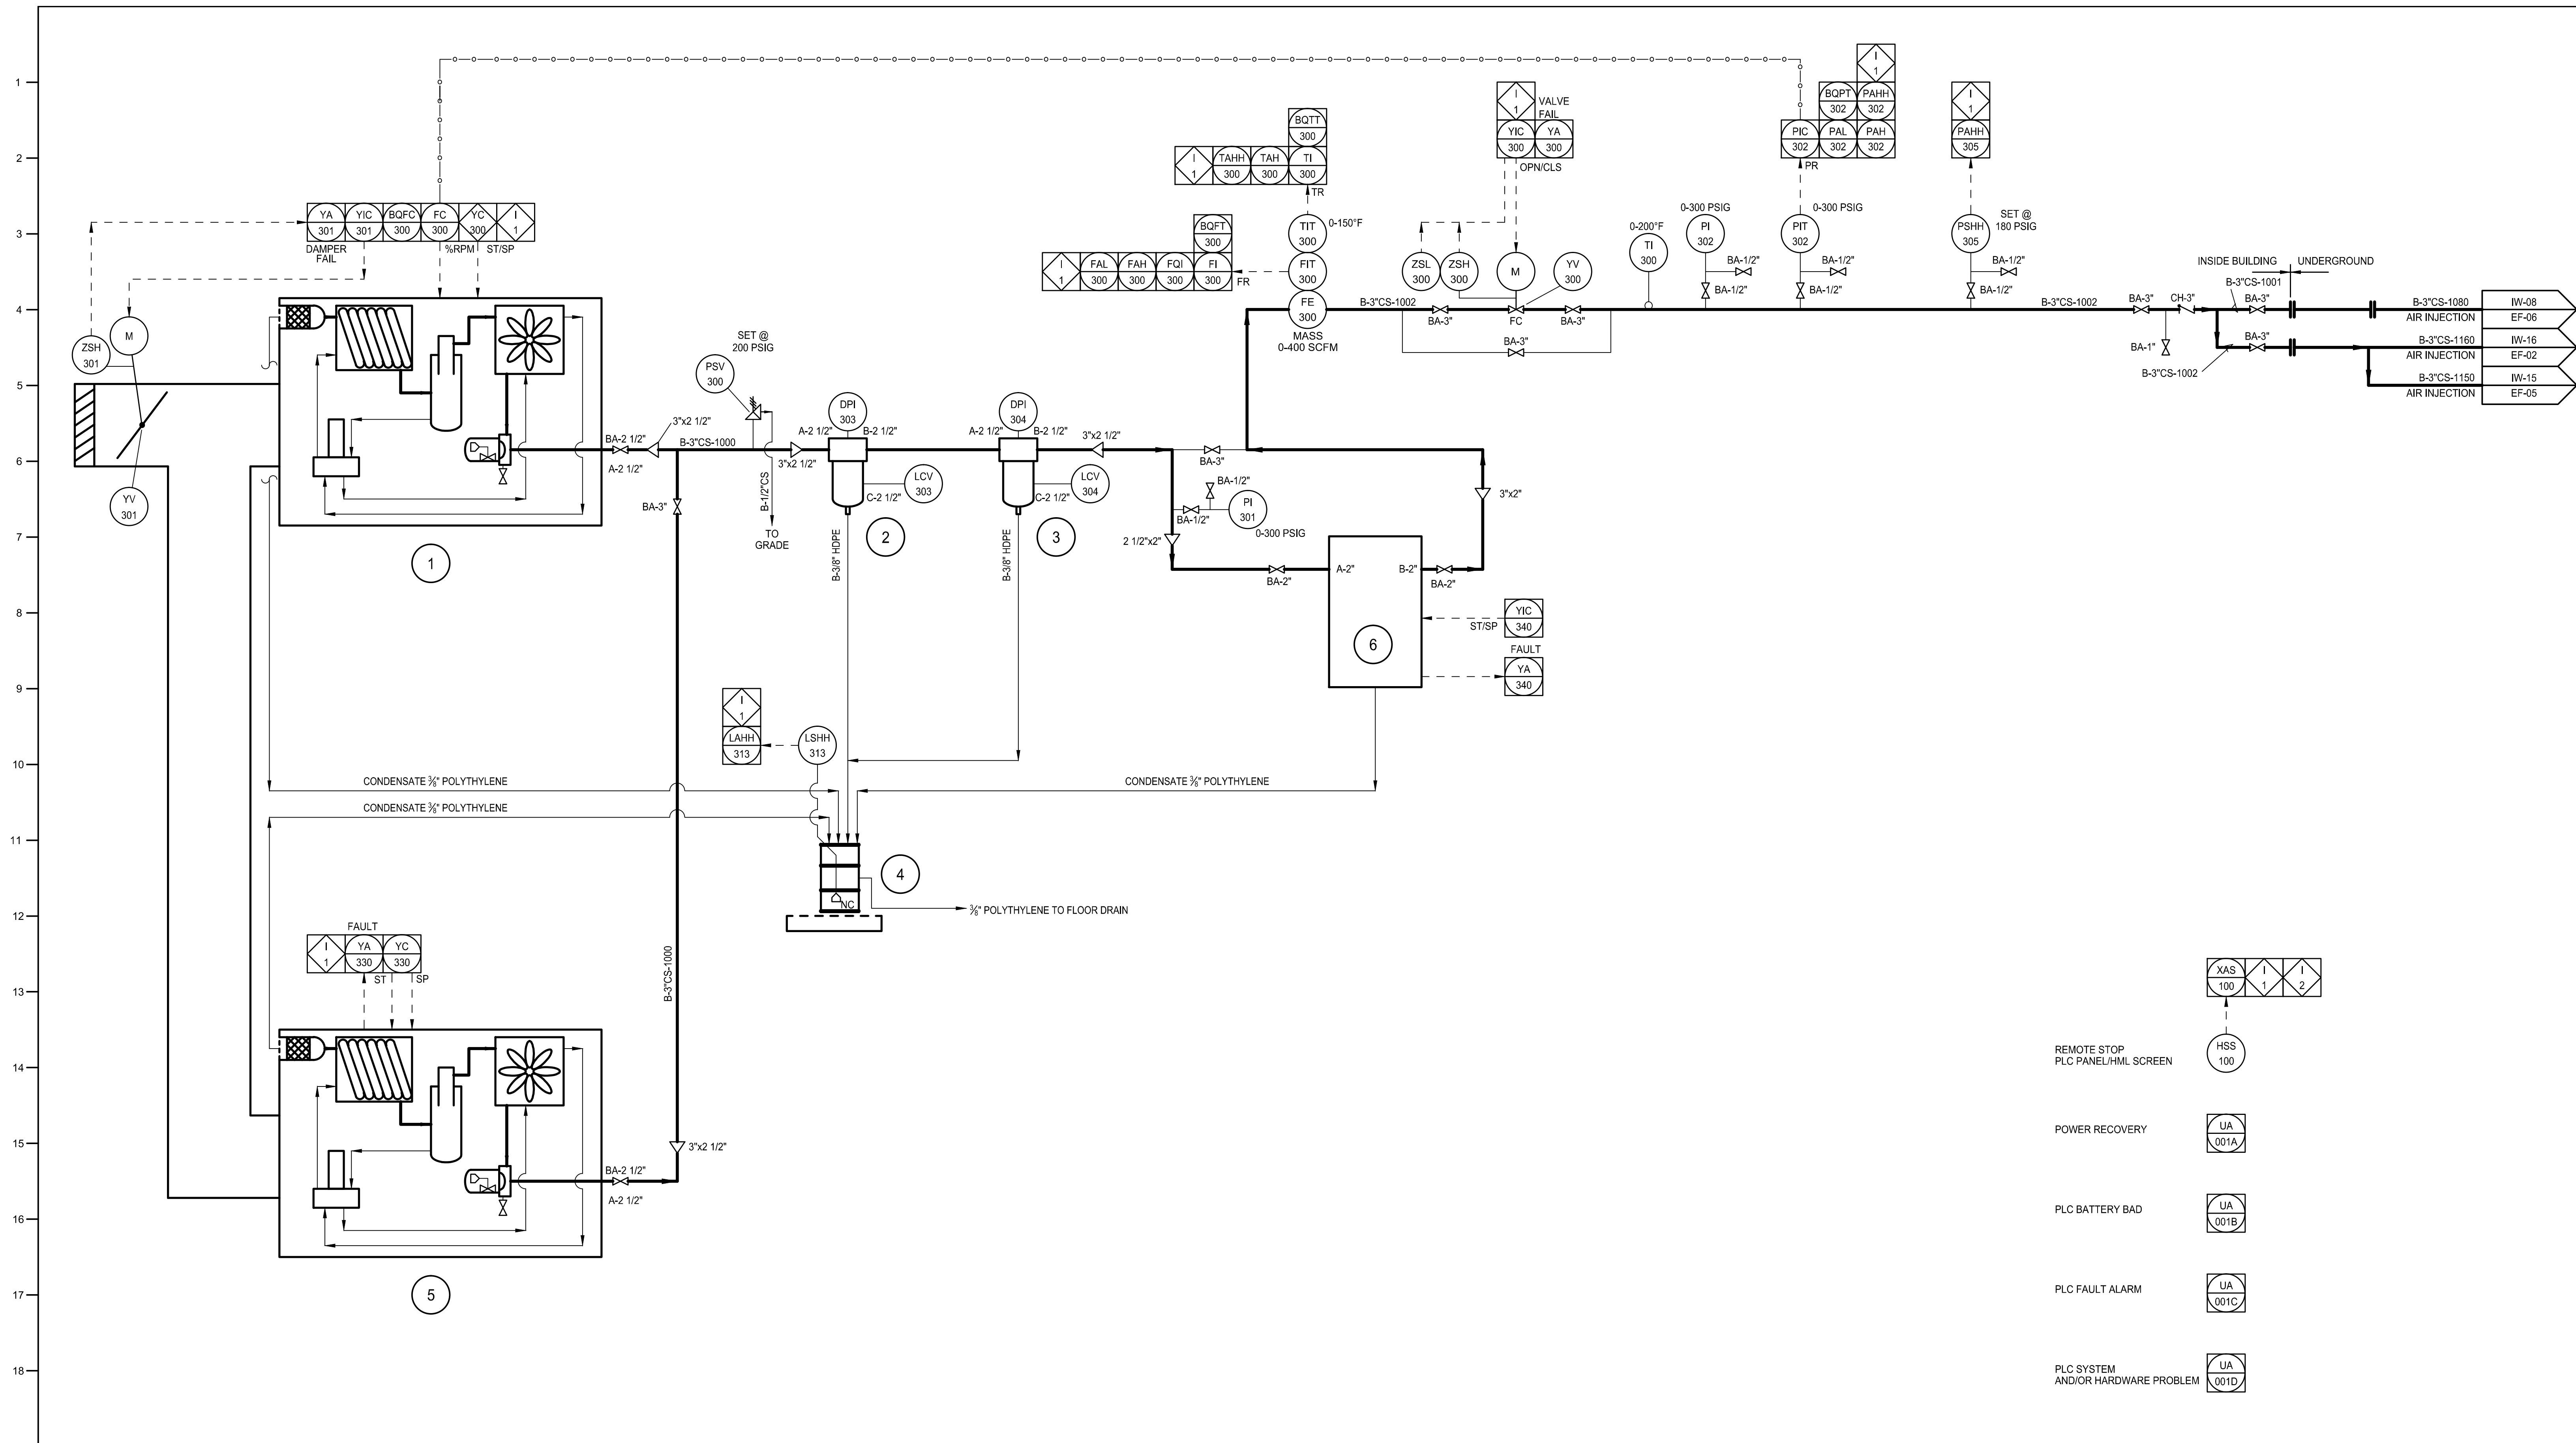 1
2
3
4
5
6
7
8
9
10
11
12
13
14
15
16
17
18
YA
301
YIC
301
BQFC
300
FC
300
YC
300
I
1
DAMPER
FAIL
%RPM
ST/SP
M
ZSH
301
YV
301
1
BA-2 1/2"
A-2 1/2"
3"x2 1/2"
B-3"CS-1000
BA-3"
SET @
200 PSIG
PSV
300
B-1/2"CS
TO
GRADE
3"x2 1/2"
DPI
303
A-2 1/2"
B-2 1/2"
LCV
303
C-2 1/2"
2
B-3/8" HDPE
DPI
304
A-2 1/2"
B-2 1/2"
3"x2 1/2"
LCV
304
C-2 1/2"
3
B-3/8" HDPE
BA-3"
BA-1/2"
BA-1/2"
PI
301
0-300 PSIG
2 1/2"x2"
BA-2"
A-2"
B-2"
BA-2"
3"x2"
6
YIC
340
ST/SP
FAULT
YA
340
I
1
LAHH
313
LSHH
313
CONDENSATE ⅜" POLYTHYLENE
CONDENSATE ⅜" POLYTHYLENE
CONDENSATE ⅜" POLYTHYLENE
4
NC
⅜" POLYTHYLENE TO FLOOR DRAIN
FAULT
I
1
YA
330
YC
330
ST
SP
B-3"CS-1000
3"x2 1/2"
BA-2 1/2"
A-2 1/2"
5
BQTT
300
I
1
TAHH
300
TAH
300
TI
300
TR
TIT
300
0-150°F
BQFT
300
I
1
FAL
300
FAH
300
FQI
300
FI
300
FR
FIT
300
FE
300
MASS
0-400 SCFM
B-3"CS-1002
I
1
VALVE
FAIL
YIC
300
YA
300
OPN/CLS
ZSL
300
ZSH
300
M
YV
300
BA-3"
FC
BA-3"
BA-3"
0-200°F
TI
300
0-300 PSIG
PI
302
BA-1/2"
BA-1/2"
I
1
BQPT
302
PAHH
302
PIC
302
PAL
302
PAH
302
PR
0-300 PSIG
PIT
302
BA-1/2"
BA-1/2"
I
1
PAHH
305
PSHH
305
SET @
180 PSIG
BA-1/2"
BA-1/2"
B-3"CS-1002
BA-3"
CH-3"
BA-1"
INSIDE BUILDING
UNDERGROUND
B-3"CS-1001
BA-3"
BA-3"
B-3"CS-1002
B-3"CS-1080
AIR INJECTION
IW-08
EF-06
B-3"CS-1160
AIR INJECTION
IW-16
EF-02
B-3"CS-1150
AIR INJECTION
IW-15
EF-05
XAS
100
I
1
I
2
REMOTE STOP
PLC PANEL/HML SCREEN
HSS
100
POWER RECOVERY
UA
001A
PLC BATTERY BAD
UA
001B
PLC FAULT ALARM
UA
001C
PLC SYSTEM
AND/OR HARDWARE PROBLEM
UA
001D